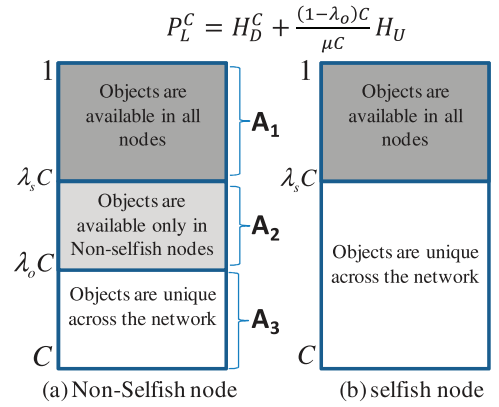 P_L^C = H_D^C + \frac{(1-λ_o)C}{μC} H_U
1
Objects are
available in all
nodes
A₁
λ_sC
Objects are
available only in
Non-selfish nodes
A₂
λ_oC
Objects are unique
across the network
A₃
C
(a) Non-Selfish node
1
Objects are
available in all
nodes
λ_sC
Objects are unique
across the network
C
(b) selfish node